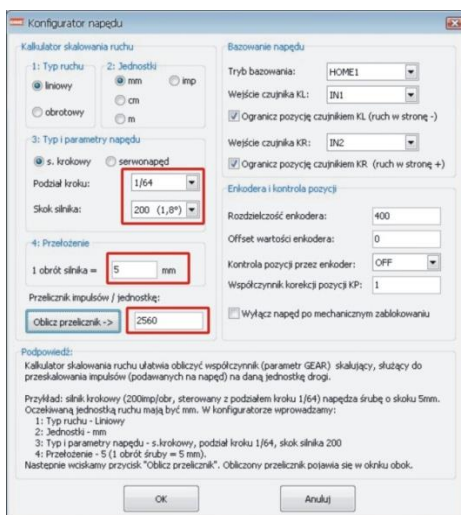 Konfigurator napędu
Kalkulator skalowania ruchu
1: Typ ruchu
liniowy
obrotowy
2: Jednostki
mm
imp
cm
m
3: Typ i parametry napędu
s. krokowy
serwonapęd
Podział kroku:
1/64
Skok silnika:
200 (1,8°)
4: Przełożenie
1 obrót silnika =
5
mm
Przelicznik impulsów / jednostkę:
Oblicz przelicznik ->
2560
Bazowanie napędu
Tryb bazowania:
HOME1
Wejście czujnika KL:
IN1
Ogranicz pozycję czujnikiem KL (ruch w stronę -)
Wejście czujnika KR:
IN2
Ogranicz pozycję czujnikiem KR (ruch w stronę +)
Enkodera i kontrola pozycji
Rozdzielczość enkodera:
400
Offset wartości enkodera:
0
Kontrola pozycji przez enkoder:
OFF
Współczynnik korekcji pozycji KP:
1
Wyłącz napęd po mechanicznym zablokowaniu
Podpowiedź:
Kalkulator skalowania ruchu ułatwia obliczyć współczynnik (parametr GEAR) skalujący, służący do
przeskalowania impulsów (podawanych na napęd) na daną jednostkę drogi.
Przykład: silnik krokowy (200imp/obr, sterowany z podziałem kroku 1/64) napędza śrubę o skoku 5mm.
Oczekiwaną jednostką ruchu mają być mm. W konfiguratorze wprowadzamy:
1: Typ ruchu - Liniowy
2: Jednostki - mm
3: Typ i parametry napędu - s.krokowy, podział kroku 1/64, skok silnika 200
4: Przełożenie - 5 (1 obrót śruby = 5 mm).
Następnie wciskamy przycisk "Oblicz przelicznik". Obliczony przelicznik pojawia się w oknku obok.
OK
Anuluj